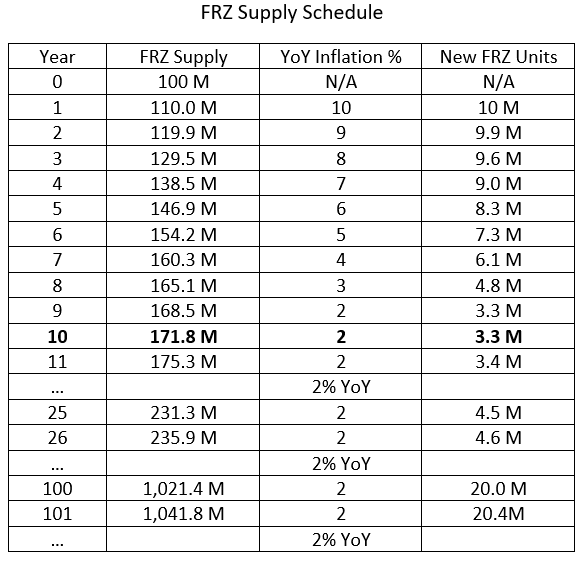 FRZ Supply Schedule
Year FRZ Supply YoY Inflation % New FRZ Units
0 100 M N/A N/A
1 110.0 M 10 10 M
2 119.9 M 9 9.9 M
3 129.5 M 8 9.6 M
4 138.5 M 7 9.0 M
5 146.9 M 6 8.3 M
6 154.2 M 5 7.3 M
7 160.3 M 4 6.1 M
8 165.1 M 3 4.8 M
9 168.5 M 2 3.3 M
10 171.8 M 2 3.3 M
11 175.3 M 2 3.4 M
... 2% YoY
25 231.3 M 2 4.5 M
26 235.9 M 2 4.6 M
... 2% YoY
100 1,021.4 M 2 20.0 M
101 1,041.8 M 2 20.4M
... 2% YoY